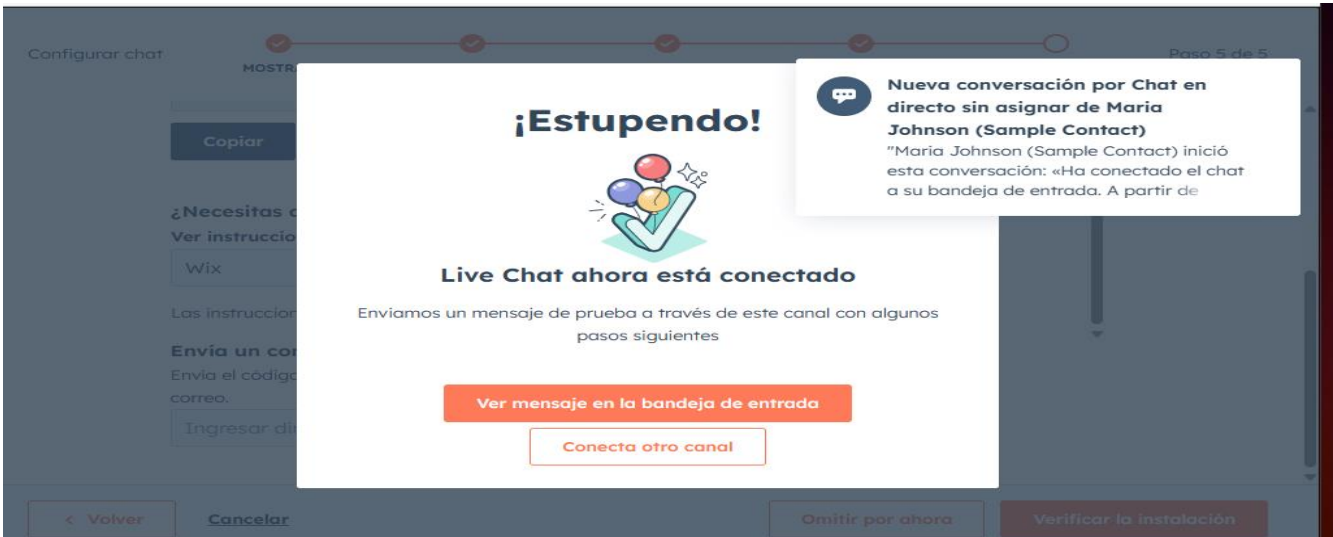 Configurar chat
Paso 5 de 5
MOSTRA
Nueva conversación por Chat en
directo sin asignar de Maria
Johnson (Sample Contact)
"Maria Johnson (Sample Contact) inició
esta conversación: «Ha conectado el chat
a su bandeja de entrada. A partir de
¡Estupendo!
Copiar
¿Necesitas
Ver instruccio
Wix
Live Chat ahora está conectado
Las instruccion
Enviamos un mensaje de prueba a través de este canal con algunos
pasos siguientes
Envía un cor
Envía el código
correo.
Ingresar di
Ver mensaje en la bandeja de entrada
Conecta otro canal
Volver
Cancelar
Omitir por ahora
Verificar la instalación